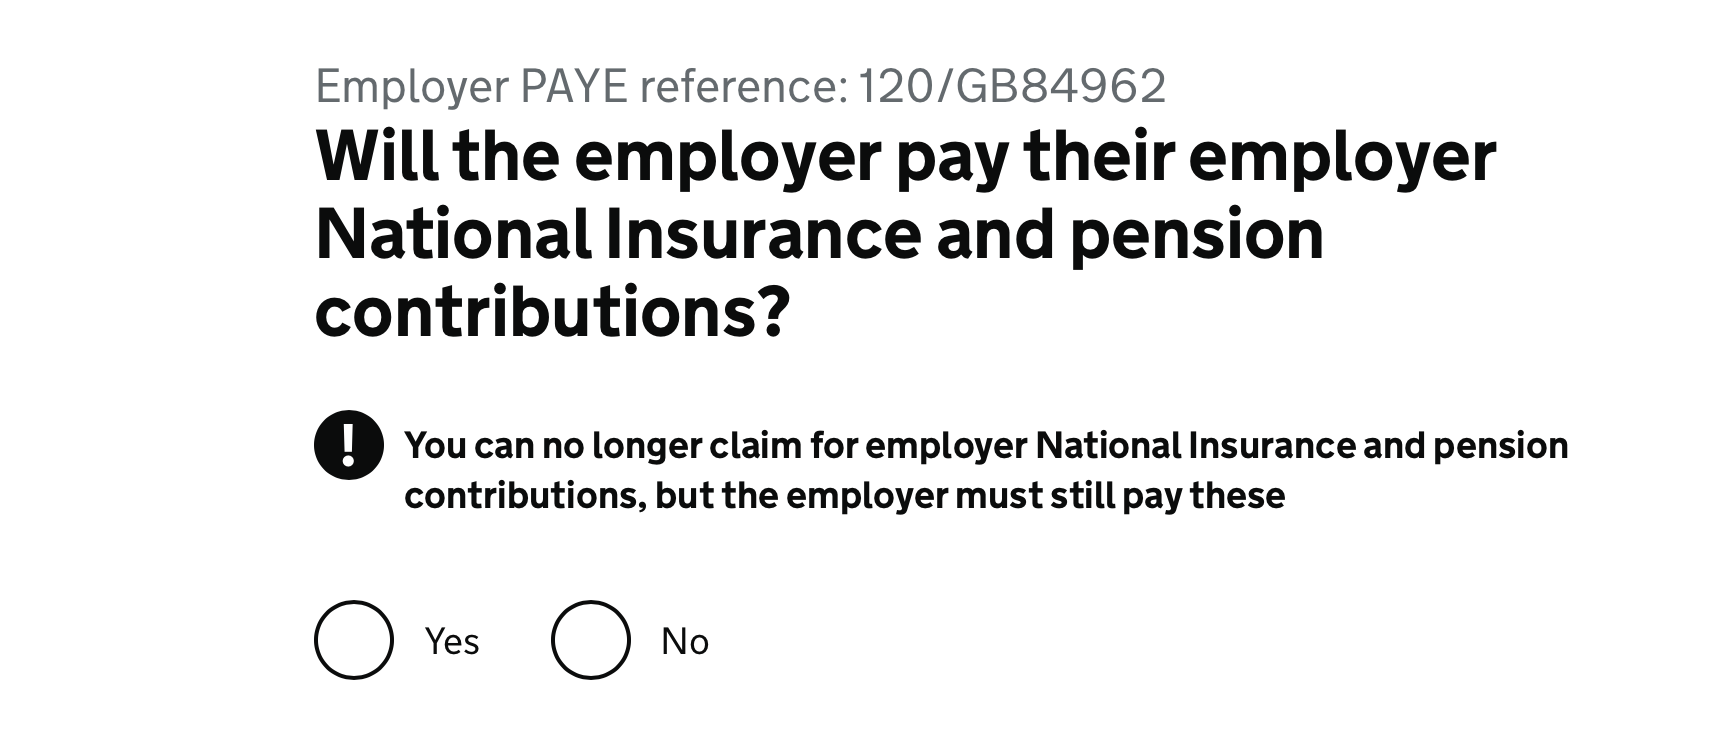 Employer PAYE reference: 120/GB84962
Will the employer pay their employer
National Insurance and pension
contributions?
! You can no longer claim for employer National Insurance and pension
contributions, but the employer must still pay these
Yes No